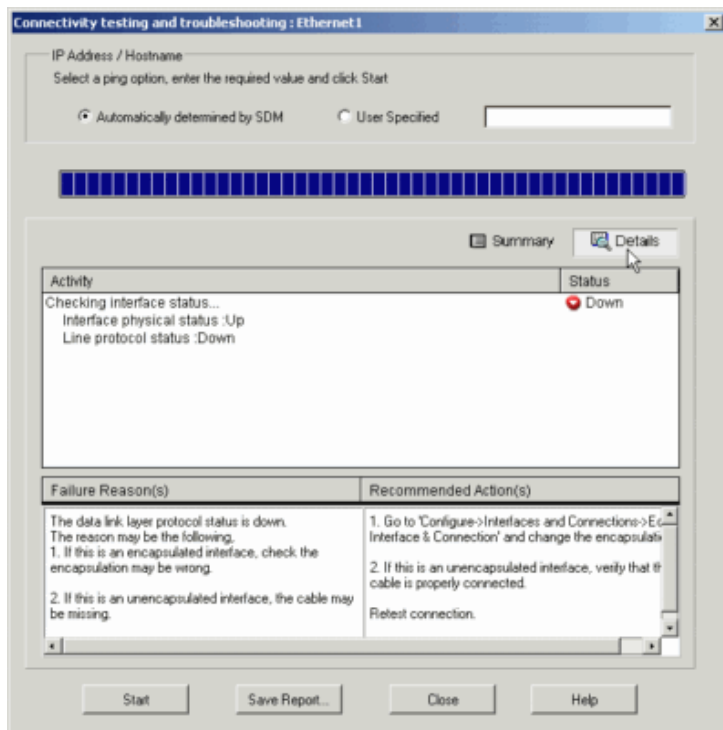 Connectivity testing and troubleshooting : Ethernet1
IP Address / Hostname
Select a ping option, enter the required value and click Start
Automatically determined by SDM
User Specified
Summary
Details
Activity
Status
Checking interface status...
Down
Interface physical status :Up
Line protocol status :Down
Failure Reason(s)
Recommended Action(s)
The data link layer protocol status is down.
The reason may be the following,
1. If this is an encapsulated interface, check the
encapsulation may be wrong.
2. If this is an unencapsulated interface, the cable may
be missing.
1. Go to 'Configure->Interfaces and Connections->
Interface & Connection' and change the
2. If this is an unencapsulated interface, verify that
cable is properly connected.
Retest connection.
Start
Save Report...
Close
Help